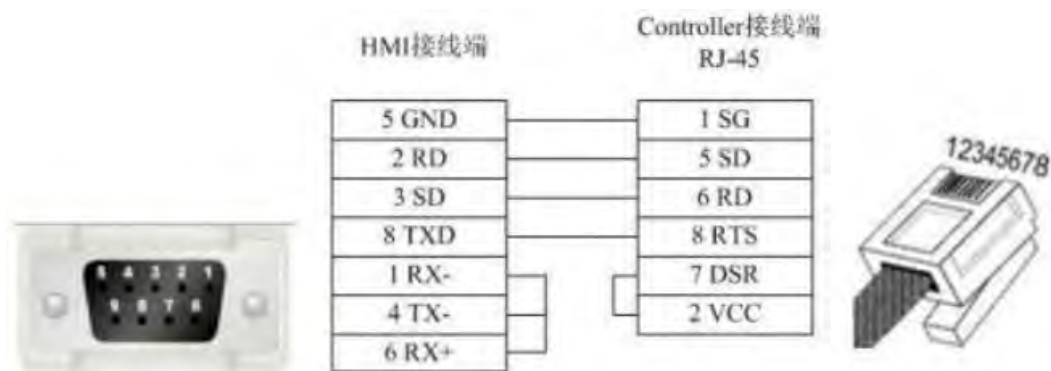 HMI接线端
Controller接线端
RJ-45
5 GND
1 SG
2 RD
5 SD
3 SD
6 RD
8 TXD
8 RTS
1 RX-
7 DSR
4 TX-
2 VCC
6 RX+
5 4 3 2 1
9 8 7 6
12345678